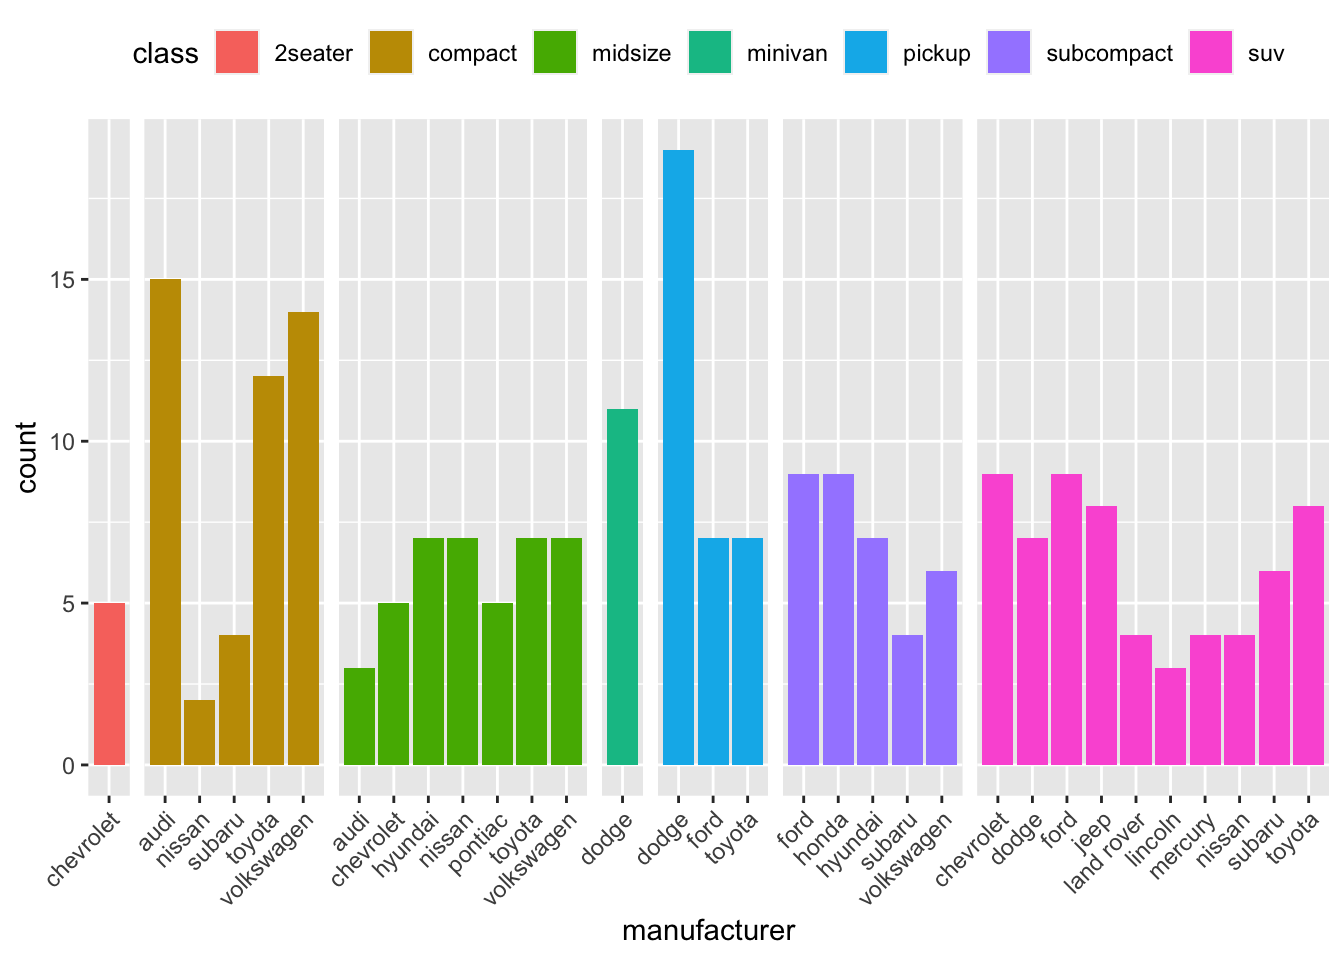 class 2seater compact midsize minivan pickup subcompact suv
15
10
5
0
count
chevrolet audi nissan subaru toyota volkswagen audi chevrolet hyundai nissan pontiac toyota volkswagen dodge dodge ford toyota ford honda hyundai subaru volkswagen chevrolet dodge ford jeep land rover lincoln mercury nissan subaru toyota
manufacturer